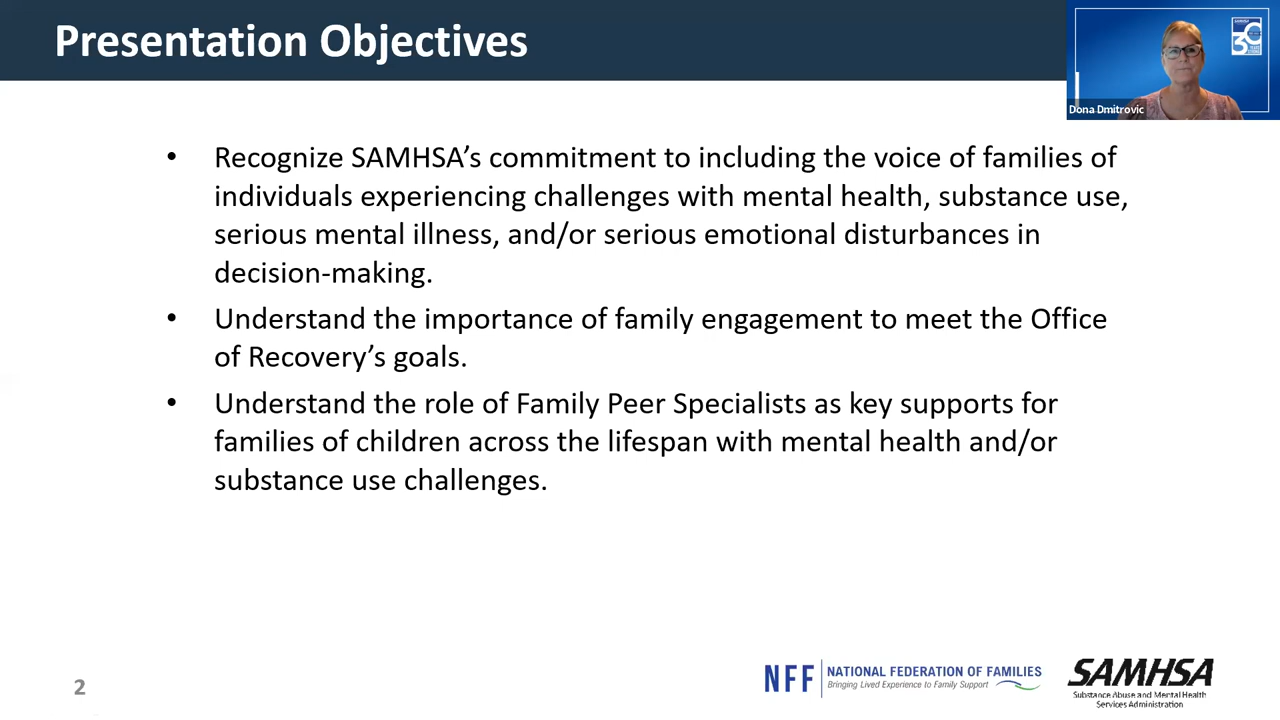 Presentation Objectives
SAMHSA
30
Dona Dmitrovic
• Recognize SAMHSA’s commitment to including the voice of families of
individuals experiencing challenges with mental health, substance use,
serious mental illness, and/or serious emotional disturbances in
decision-making.
• Understand the importance of family engagement to meet the Office
of Recovery’s goals.
• Understand the role of Family Peer Specialists as key supports for
families of children across the lifespan with mental health and/or
substance use challenges.
2
NFF NATIONAL FEDERATION OF FAMILIES
Bringing Lived Experience to Family Support
SAMHSA
Substance Abuse and Mental Health
Services Administration